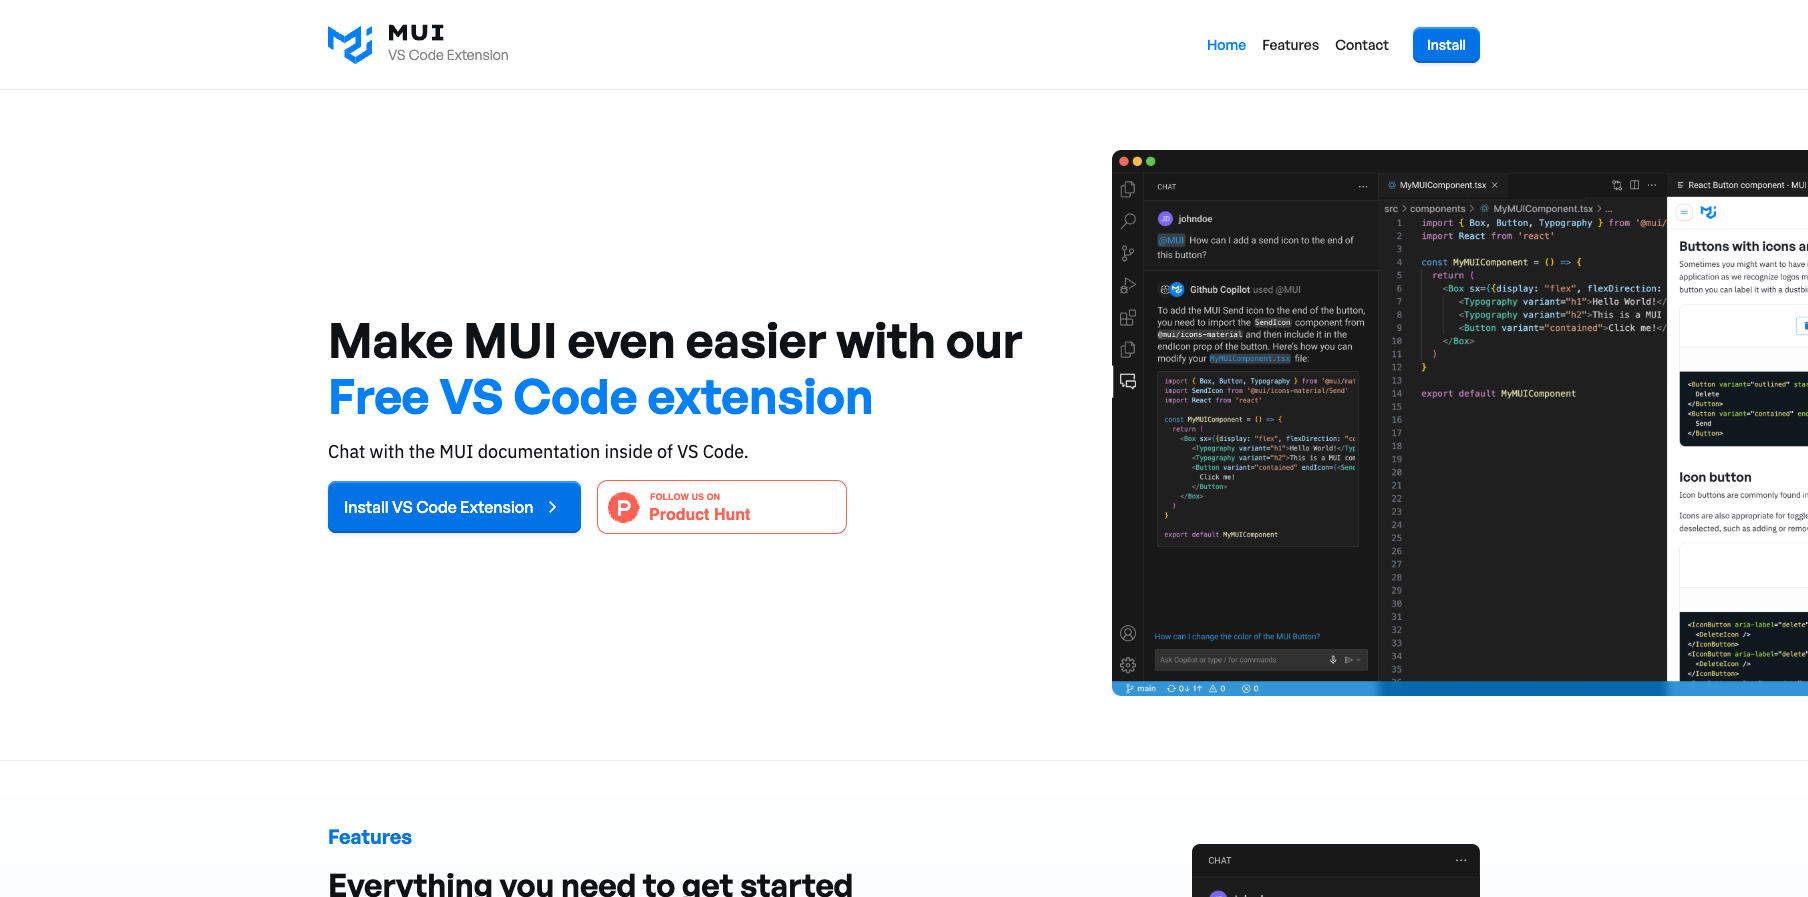 MUI
VS Code Extension
Home
Features
Contact
Install
Make MUI even easier with our
Free VS Code extension
Chat with the MUI documentation inside of VS Code.
Install VS Code Extension
FOLLOW US ON
Product Hunt
CHAT
JD
johndoe
@MUI How can I add a send icon to the end of
this button?
Github Copilot used @MUI
To add the MUI Send icon to the end of the button,
you need to import the SendIcon component from
@mui/icons-material and then include it in the
endIcon prop of the button. Here's how you can
modify your MyMUIComponent.tsx file:
import { Box, Button, Typography } from '@mui/mat
import SendIcon from '@mui/icons-material/Send'
import React from 'react'
const MyMUIComponent = () => {
return (
<Box sx={{display: "flex", flexDirection: "co
<Typography variant="h1">Hello World!</Typ
<Typography variant="h2">This is a MUI com
<Button variant="contained" endIcon={<Send
Click me!
</Button>
</Box>
)
}
export default MyMUIComponent
How can I change the color of the MUI Button?
Ask Copilot or type / for commands
main
0↓ 1↑
0
0
MyMUIComponent.tsx
src > components > MyMUIComponent.tsx > ...
1 import { Box, Button, Typography } from '@mui/
2 import React from 'react'
3
4 const MyMUIComponent = () => {
5 return (
6 <Box sx={{display: "flex", flexDirection:
7 <Typography variant="h1">Hello World!</
8 <Typography variant="h2">This is a MUI
9 <Button variant="contained">Click me!</
10 </Box>
11 )
12 }
13
14 export default MyMUIComponent
15
16
17
18
19
20
21
22
23
24
25
26
27
28
29
30
31
32
33
34
35
React Button component - MUI
Buttons with icons a
Sometimes you might want to have i
application as we recognize logos m
button you can label it with a dustbi
<Button variant="outlined" star
Delete
</Button>
<Button variant="contained" end
Send
</Button>
Icon button
Icon buttons are commonly found in
Icons are also appropriate for toggle
deselected, such as adding or remov
<IconButton aria-label="delete"
<DeleteIcon />
</IconButton>
<IconButton aria-label="delete"
<DeleteIcon />
</IconButton>
Features
Everything you need to get started
CHAT